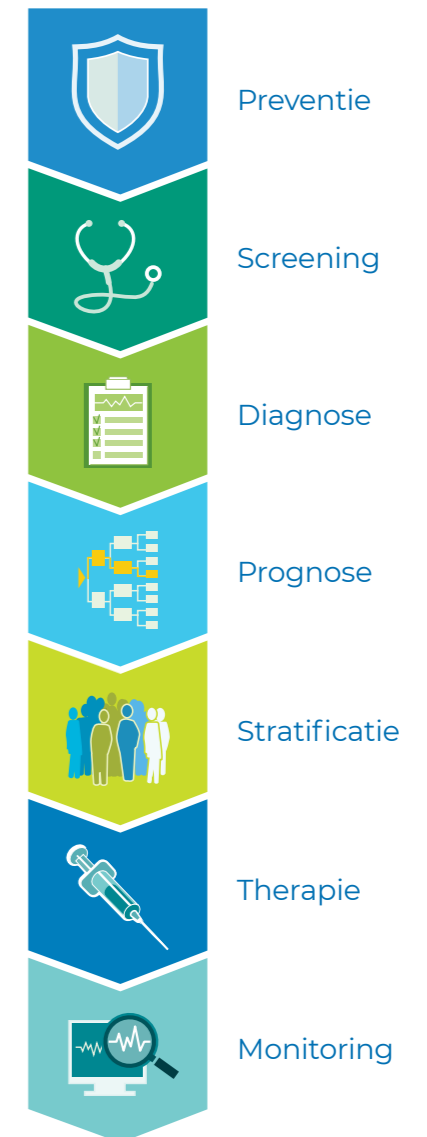 Preventie
Screening
Diagnose
Prognose
Stratificatie
Therapie
Monitoring